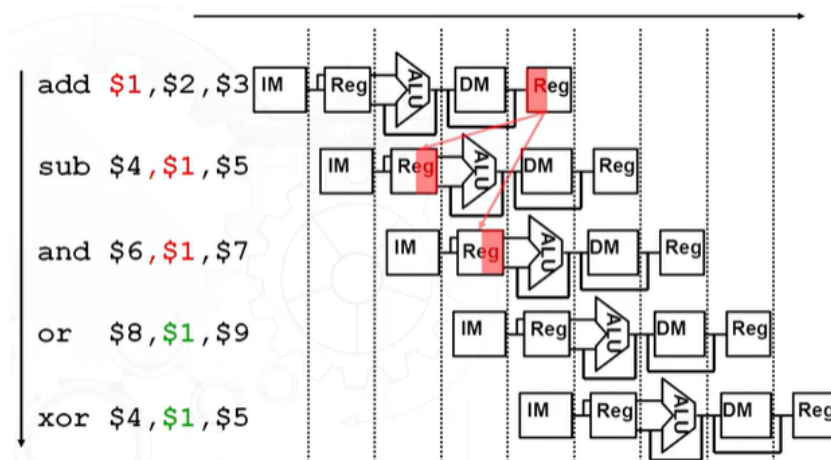 add $1,$2,$3 IM Reg ALU DM Reg
sub $4,$1,$5 IM Reg ALU DM Reg
and $6,$1,$7 IM Reg ALU DM Reg
or $8,$1,$9 IM Reg ALU DM Reg
xor $4,$1,$5 IM Reg ALU DM Reg